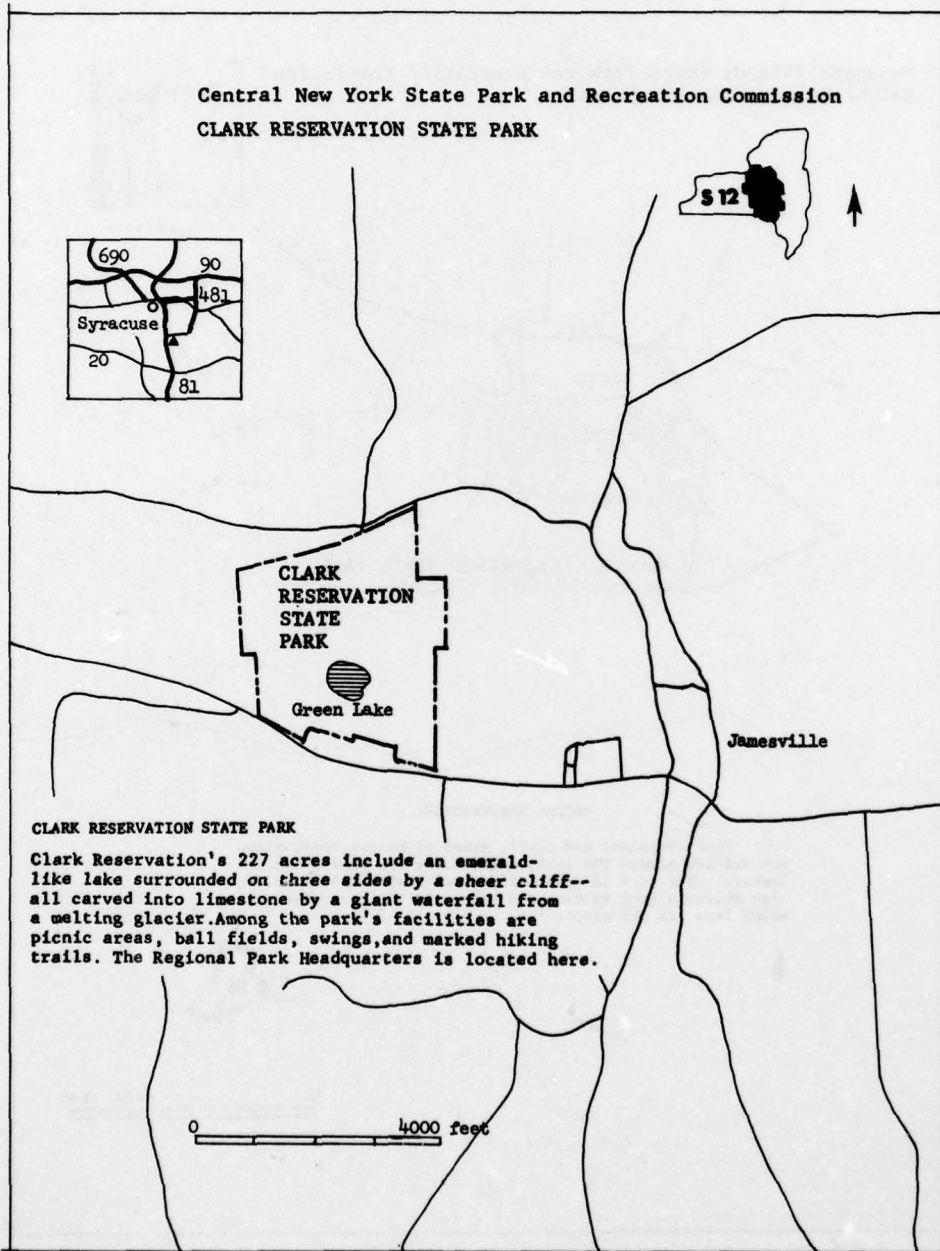 Central New York State Park and Recreation Commission
CLARK RESERVATION STATE PARK
S 12
690
90
481
Syracuse
20
81
CLARK
RESERVATION
STATE
PARK
Green Lake
Jamesville
CLARK RESERVATION STATE PARK
Clark Reservation's 227 acres include an emerald-
like lake surrounded on three sides by a sheer cliff--
all carved into limestone by a giant waterfall from
a melting glacier.Among the park's facilities are
picnic areas, ball fields, swings,and marked hiking
trails. The Regional Park Headquarters is located here.
0 4000 feet